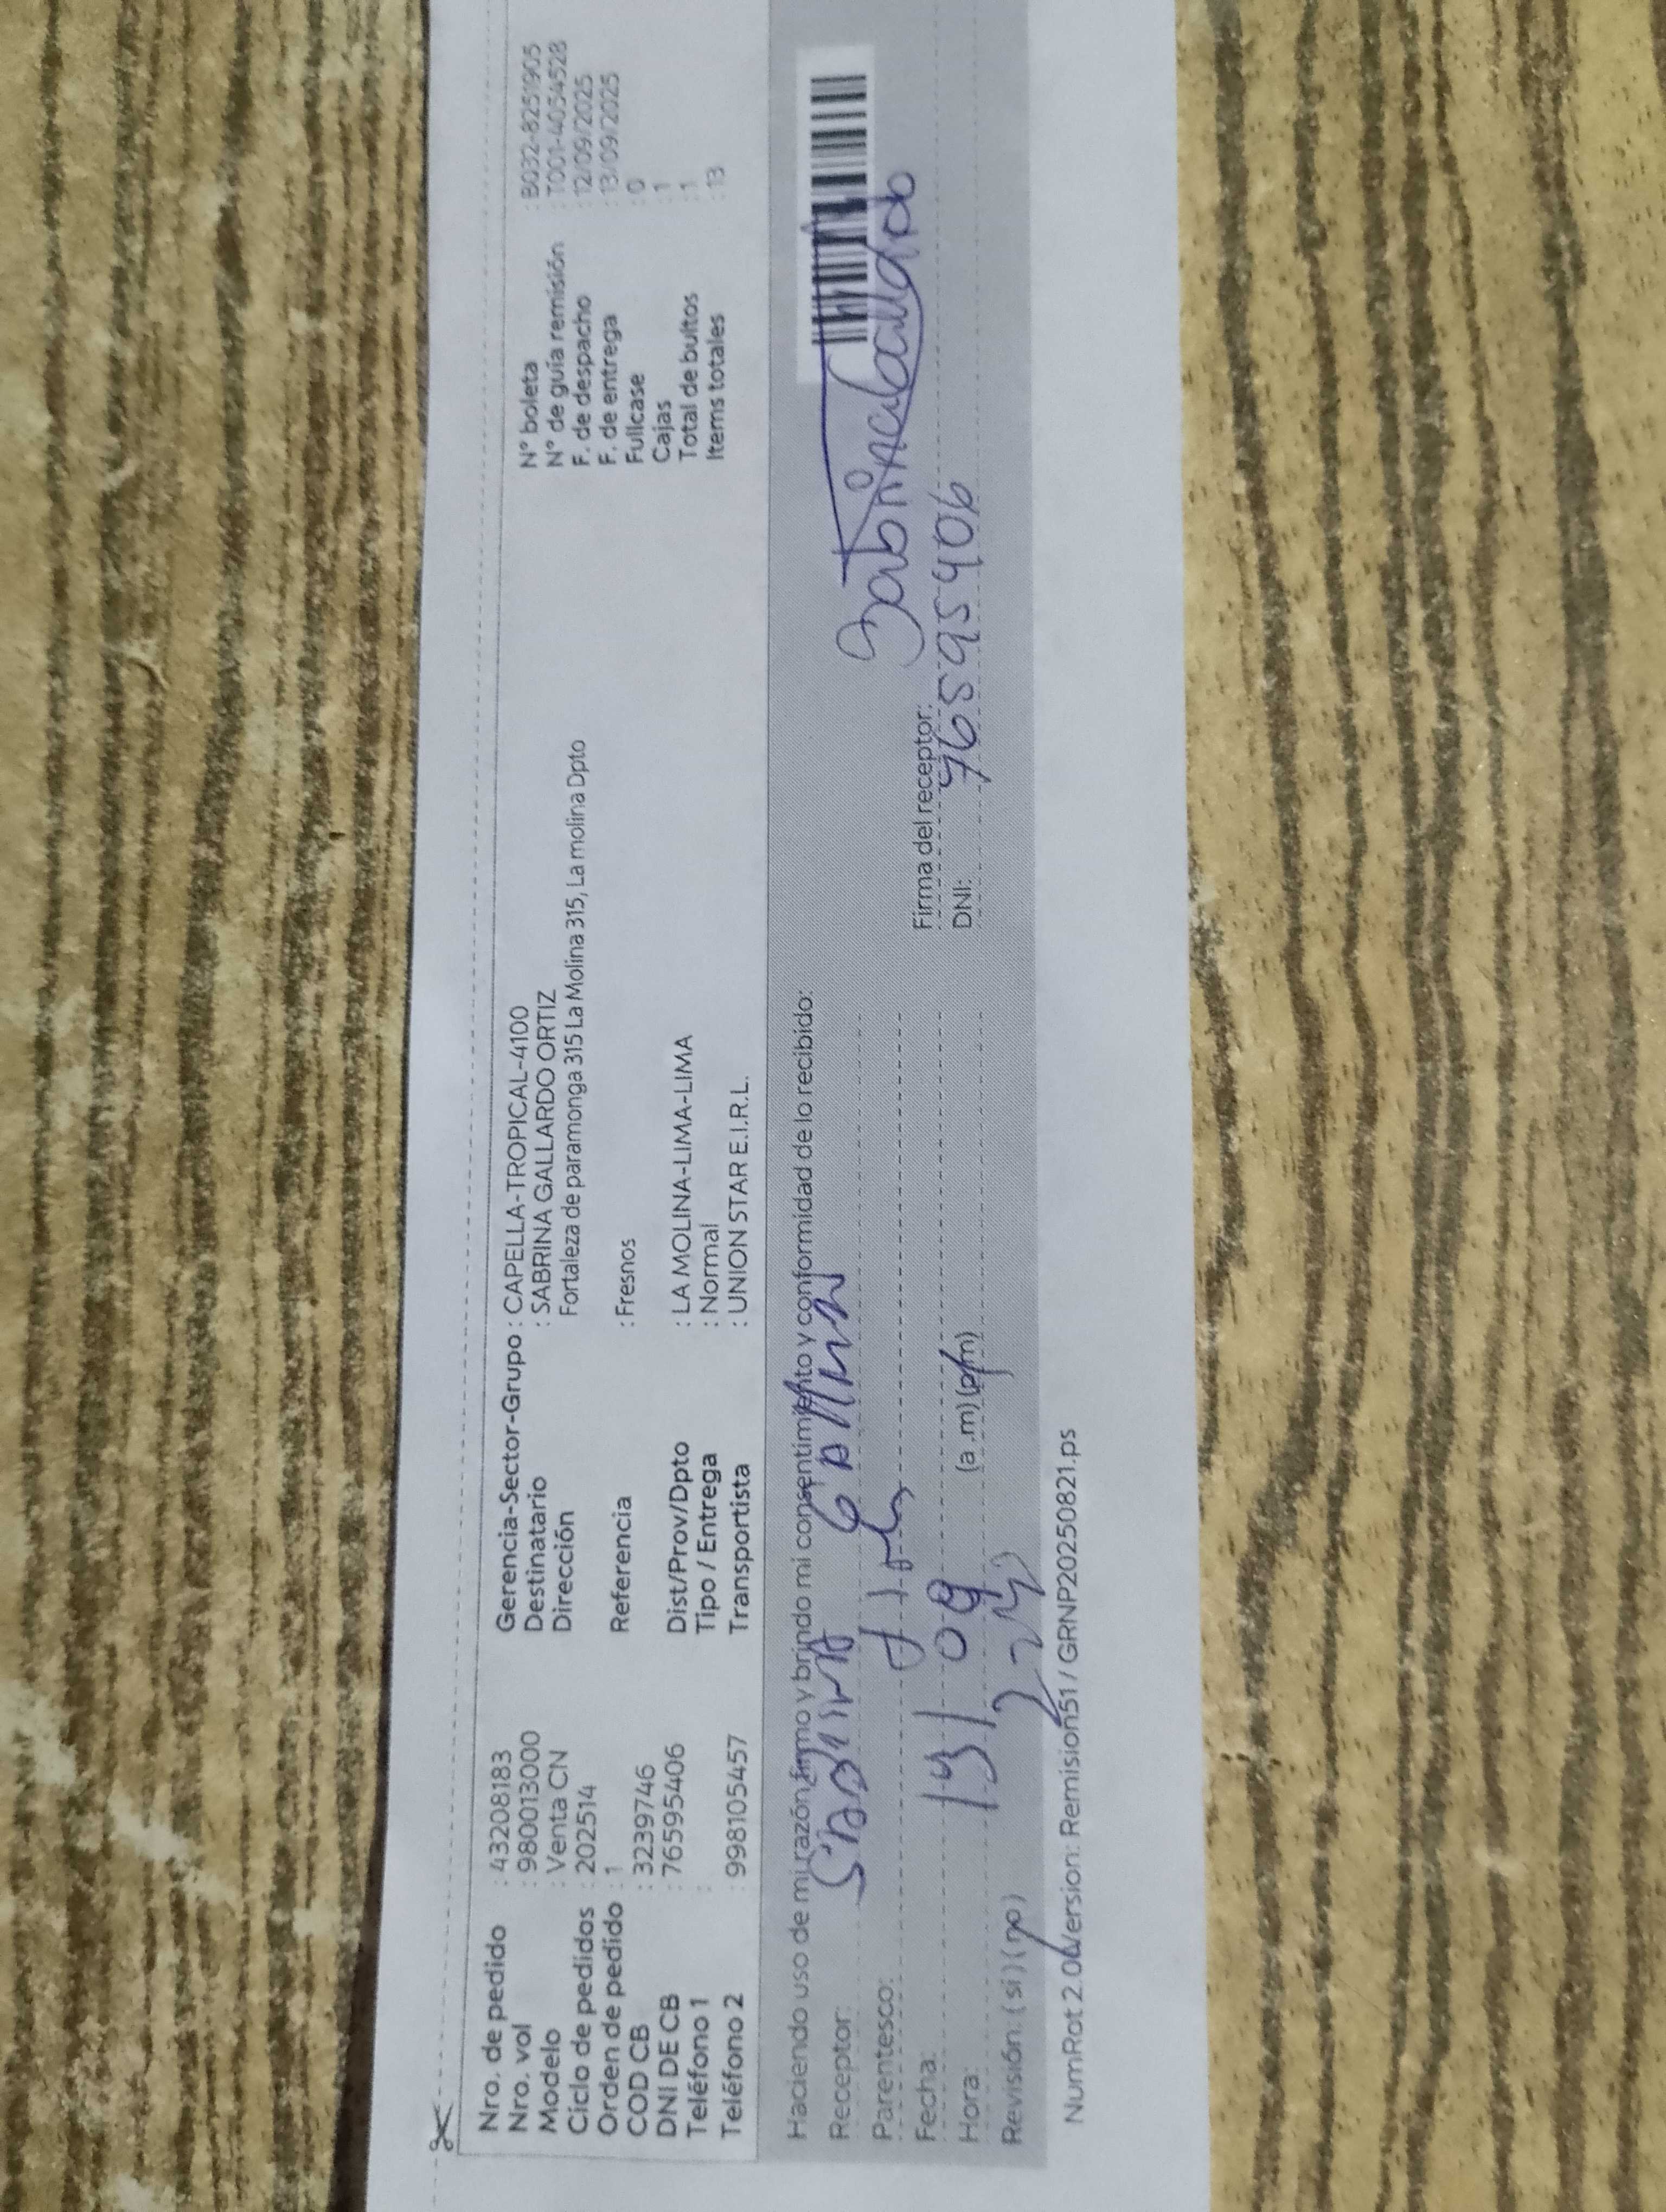 Nro. de pedido : 43208183
Nro. vol : 980013000
Modelo : Venta CN
Ciclo de pedidos : 202514
Orden de pedido : 1
COD CB : 3239746
DNI DE CB : 76595406
Teléfono 1 :
Teléfono 2 : 998105457
Gerencia-Sector-Grupo : CAPELLA-TROPICAL-4100
Destinatario : SABRINA GALLARDO ORTIZ
Dirección Fortaleza de paramonga 315 La Molina 315, La molina Dpto
Referencia : Fresnos
Dist/Prov/Dpto : LA MOLINA-LIMA-LIMA
Tipo / Entrega : Normal
Transportista : UNION STAR E.I.R.L.
N° boleta : B032-8251905
N° de guía remisión : T001-4054528
F. de despacho : 12/09/2025
F. de entrega : 13/09/2025
Fullcase : 0
Cajas : 1
Total de bultos : 1
Items totales : 13
Haciendo uso de mi razón firmo y brindo mi consentimiento y conformidad de lo recibido:
Receptor: SABRINA GALLARDO
Parentesco:
Fecha: 13/09
Hora: (a.m) (pm)
Revisión: (si) (no)
Firma del receptor: Sabrina Gallardo
DNI: 76595406
NumRot 2.0 Version: Remision51 / GRNP20250821.ps